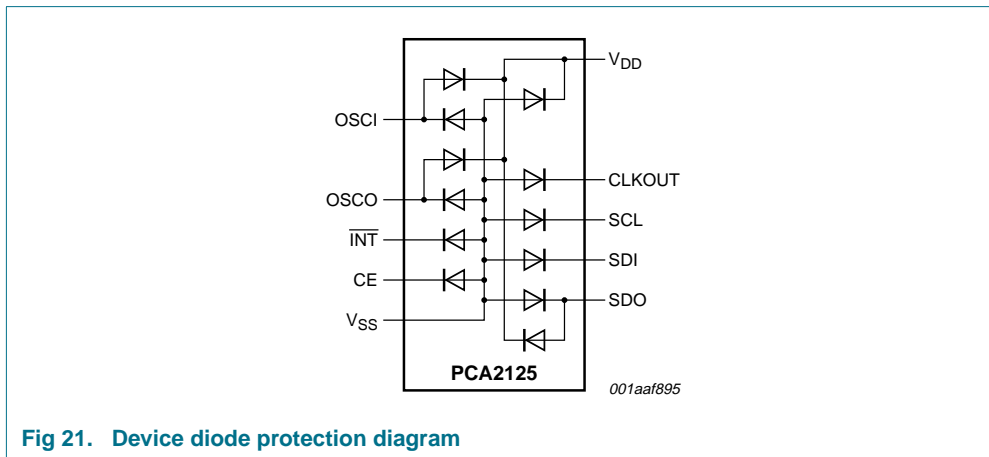 VDD
OSCI
CLKOUT
OSCO
SCL
INT
SDI
CE
SDO
VSS
PCA2125
001aaf895
Fig 21. Device diode protection diagram